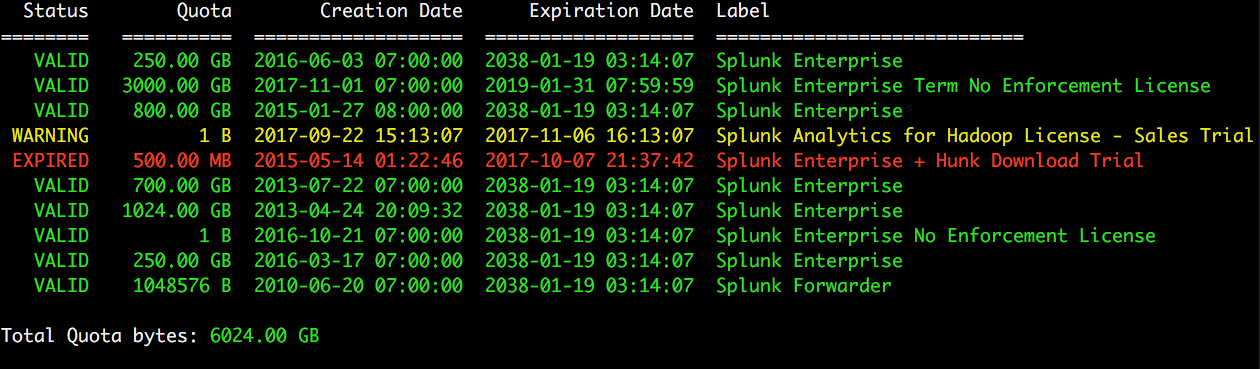 Status Quota Creation Date Expiration Date Label
======== ========== =================== =================== ============================
VALID 250.00 GB 2016-06-03 07:00:00 2038-01-19 03:14:07 Splunk Enterprise
VALID 3000.00 GB 2017-11-01 07:00:00 2019-01-31 07:59:59 Splunk Enterprise Term No Enforcement License
VALID 800.00 GB 2015-01-27 08:00:00 2038-01-19 03:14:07 Splunk Enterprise
WARNING 1 B 2017-09-22 15:13:07 2017-11-06 16:13:07 Splunk Analytics for Hadoop License - Sales Trial
EXPIRED 500.00 MB 2015-05-14 01:22:46 2017-10-07 21:37:42 Splunk Enterprise + Hunk Download Trial
VALID 700.00 GB 2013-07-22 07:00:00 2038-01-19 03:14:07 Splunk Enterprise
VALID 1024.00 GB 2013-04-24 20:09:32 2038-01-19 03:14:07 Splunk Enterprise
VALID 1 B 2016-10-21 07:00:00 2038-01-19 03:14:07 Splunk Enterprise No Enforcement License
VALID 250.00 GB 2016-03-17 07:00:00 2038-01-19 03:14:07 Splunk Enterprise
VALID 1048576 B 2010-06-20 07:00:00 2038-01-19 03:14:07 Splunk Forwarder
Total Quota bytes: 6024.00 GB